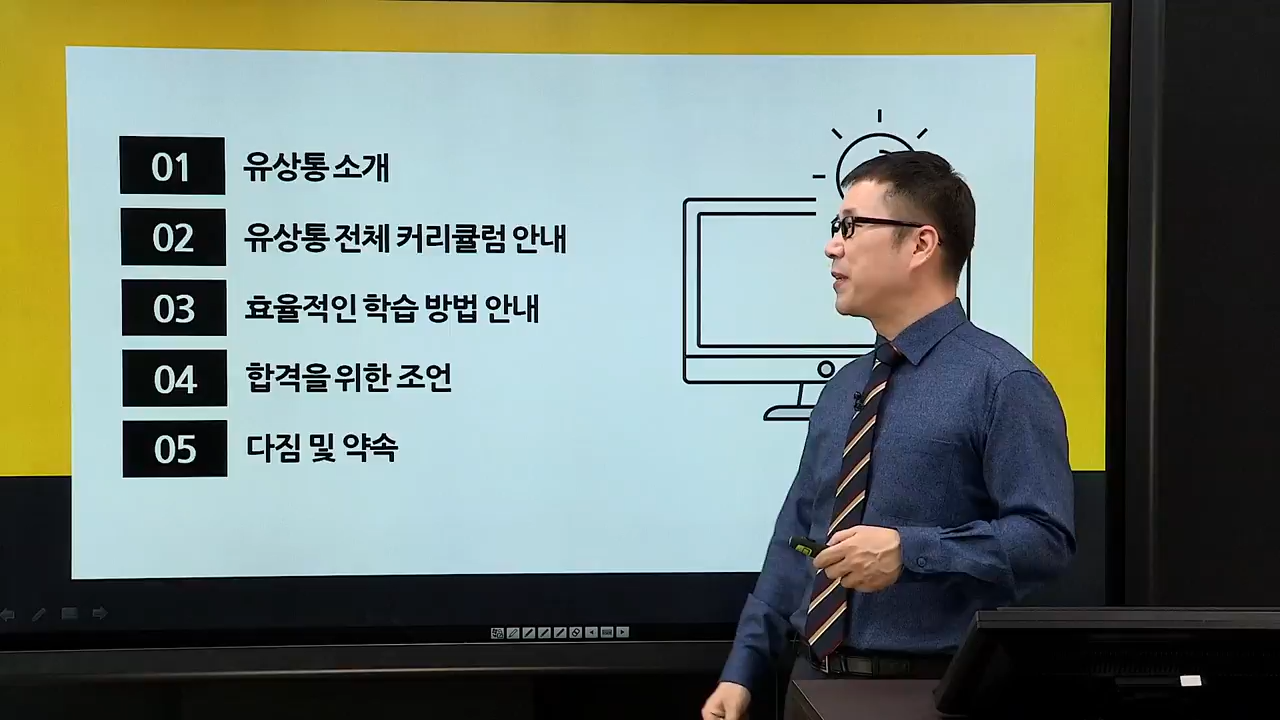 01 유상통 소개
02 유상통 전체 커리큘럼 안내
03 효율적인 학습 방법 안내
04 합격을 위한 조언
05 다짐 및 약속